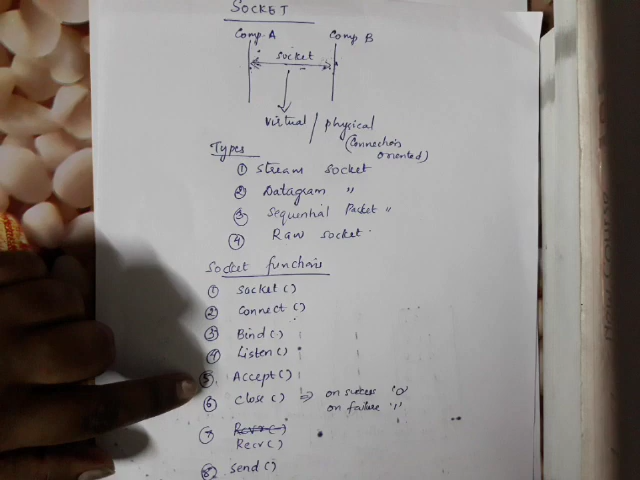 SOCKET
Comp A Comp B
socket
virtual / physical
(Connection
oriented)
Types
① Stream socket
② Datagram "
③ Sequential Packet "
④ Raw socket
Socket functions
① Socket ()
② Connect ()
③ Bind ()
④ Listen ()
⑤ Accept ()
⑥ Close () => on success '0'
on failure '1'
⑦
Recv ()
⑧ Send ()